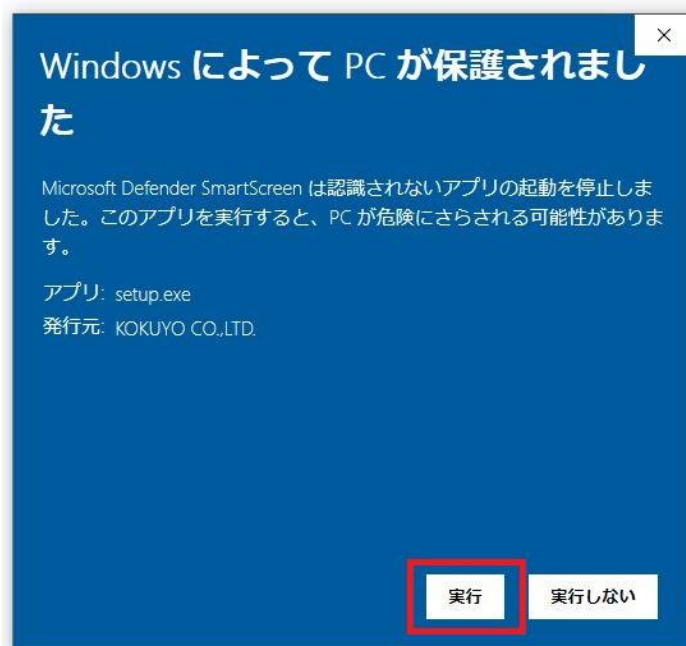 Windows によって PC が保護されまし
た
Microsoft Defender SmartScreen は認識されないアプリの起動を停止しま
した。このアプリを実行すると、PC が危険にさらされる可能性がありま
す。
アプリ: setup.exe
発行元: KOKUYO CO.,LTD.
実行 実行しない